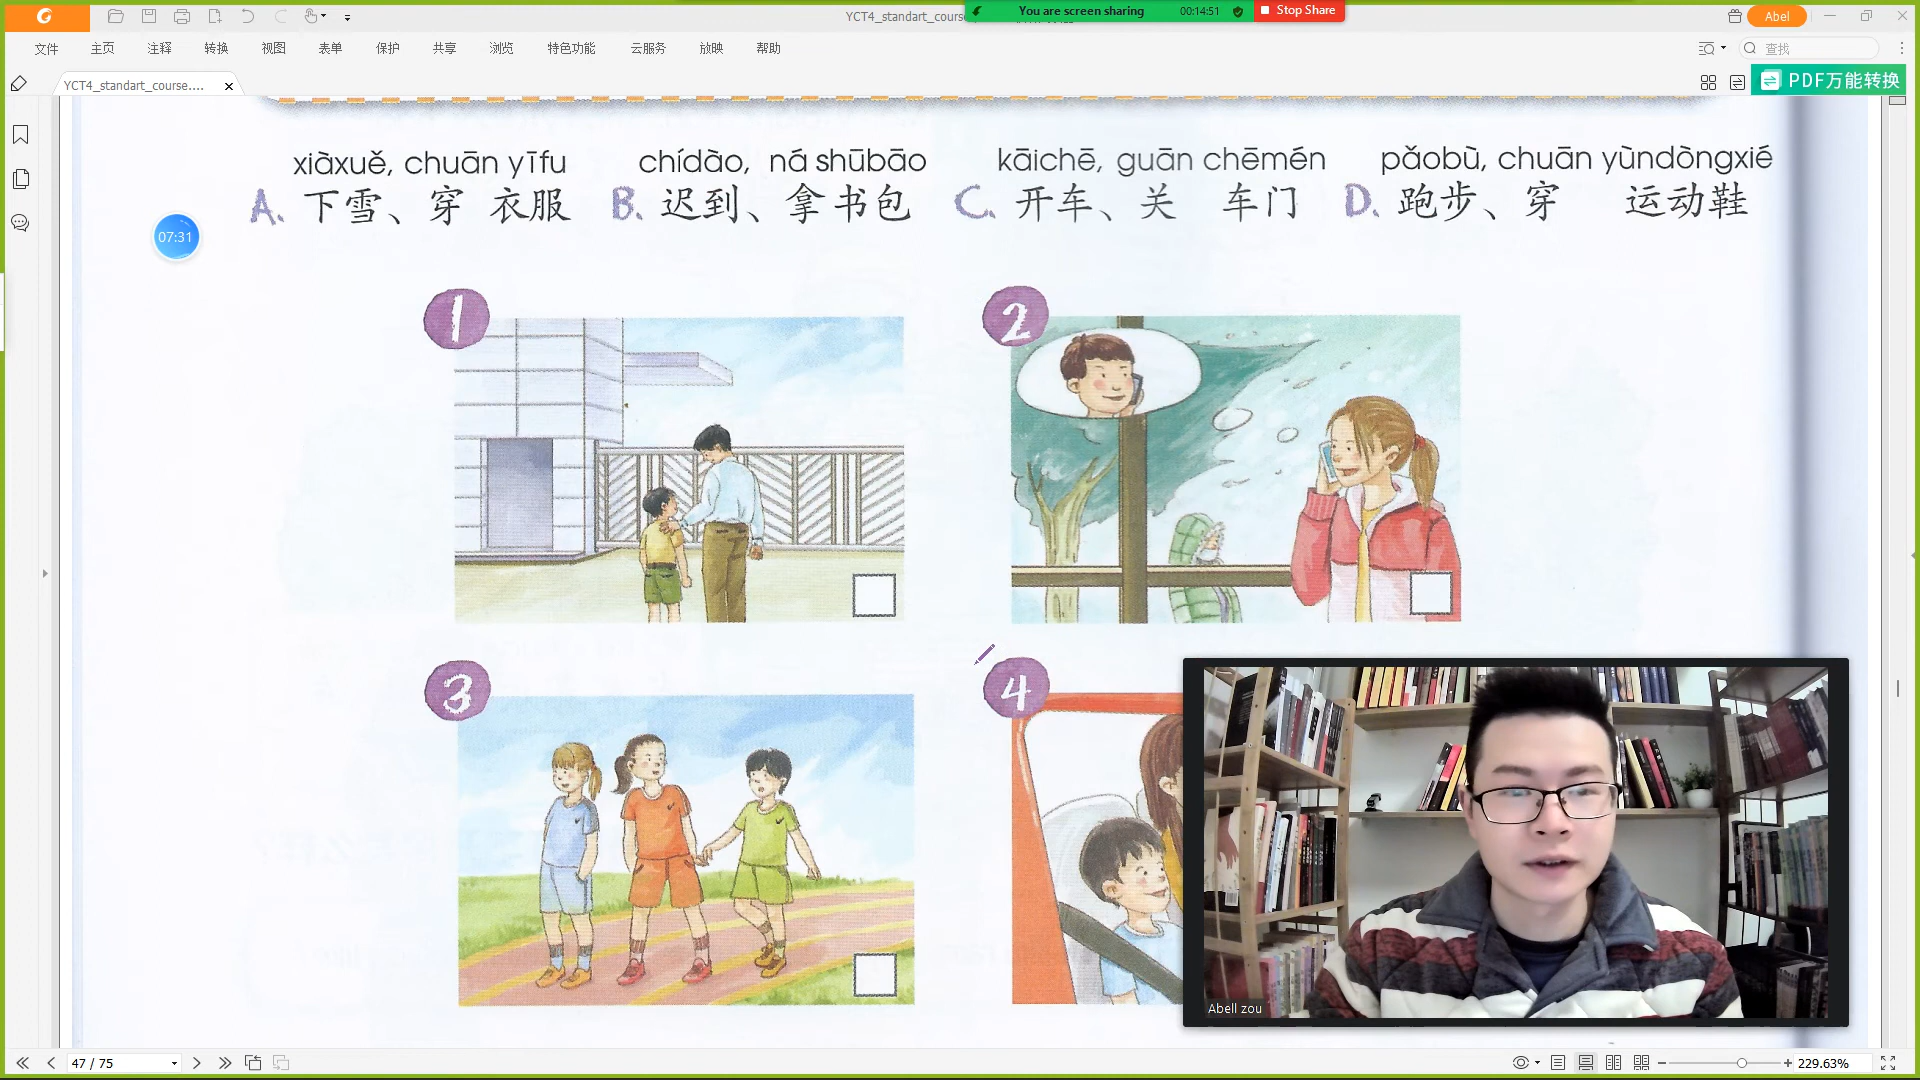 YCT4_standart_course
You are screen sharing
00:14:51
Stop Share
Abel
文件 主页 注释 转换 视图 表单 保护 共享 浏览 特色功能 云服务 放映 帮助
查找
YCT4_standart_course....
PDF万能转换
xiàxuě, chuān yīfu
A. 下雪、穿 衣服
chídào, ná shūbāo
B. 迟到、拿书包
kāichē, guān chēmén
C. 开车、关 车门
pǎobù, chuān yùndòngxié
D. 跑步、穿 运动鞋
07:31
1
2
3
4
Abell zou
47 / 75
229.63%